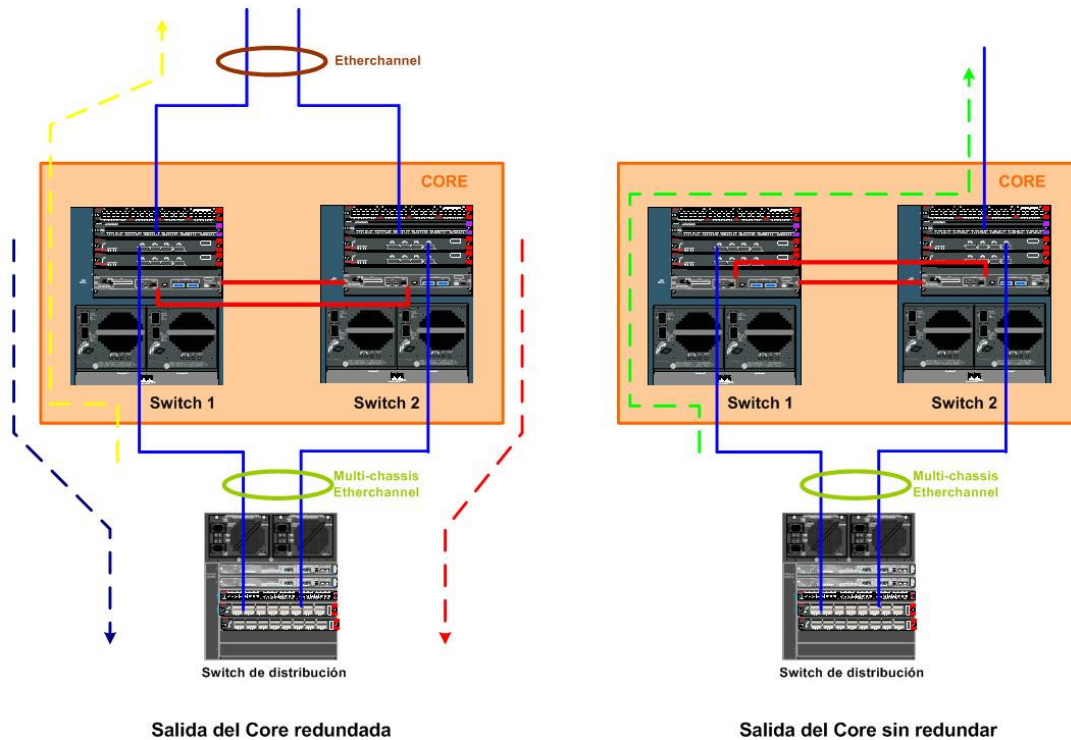 Etherchannel
CORE
Switch 1
Switch 2
Multi-chassis
Etherchannel
Switch de distribución
Salida del Core redundada
CORE
Switch 1
Switch 2
Multi-chassis
Etherchannel
Switch de distribución
Salida del Core sin redundar